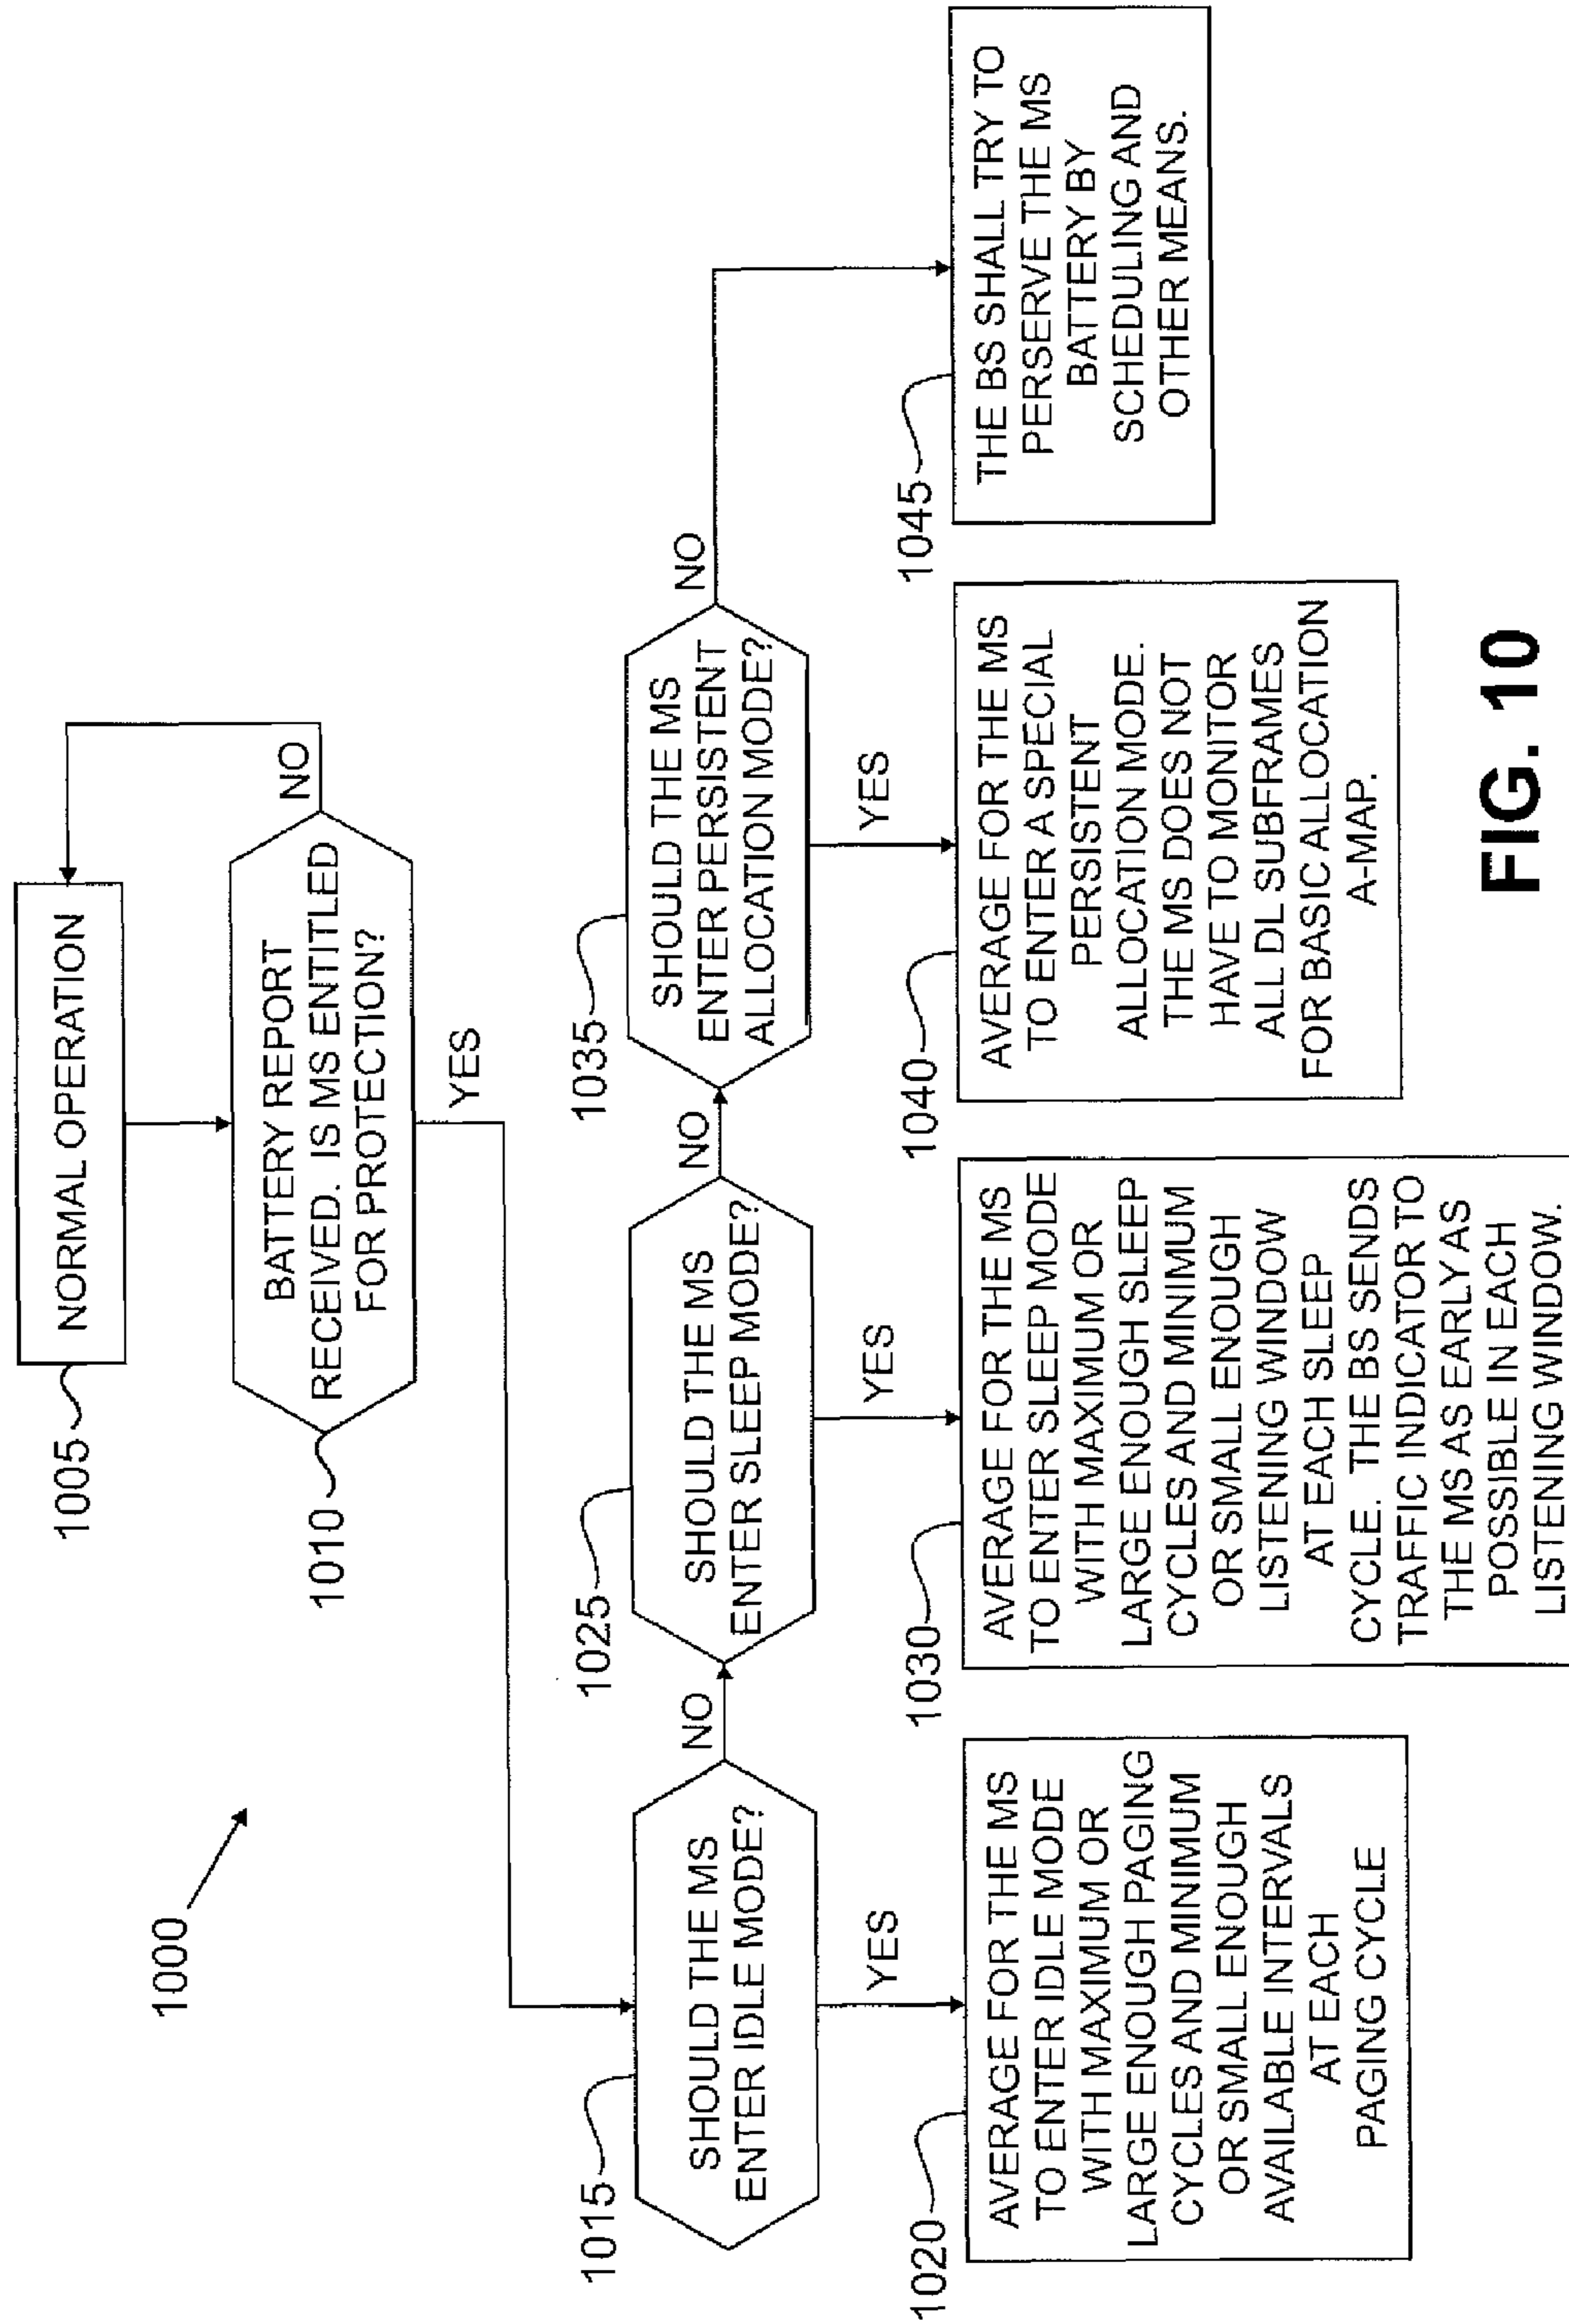 1000
1005
NORMAL OPERATION
1010
BATTERY REPORT
RECEIVED. IS MS ENTITLED
FOR PROTECTION?
NO
YES
1015
SHOULD THE MS
ENTER IDLE MODE?
NO
YES
1020
AVERAGE FOR THE MS
TO ENTER IDLE MODE
WITH MAXIMUM OR
LARGE ENOUGH PAGING
CYCLES AND MINIMUM
OR SMALL ENOUGH
AVAILABLE INTERVALS
AT EACH
PAGING CYCLE
1025
SHOULD THE MS
ENTER SLEEP MODE?
NO
YES
1030
AVERAGE FOR THE MS
TO ENTER SLEEP MODE
WITH MAXIMUM OR
LARGE ENOUGH SLEEP
CYCLES AND MINIMUM
OR SMALL ENOUGH
LISTENING WINDOW
AT EACH SLEEP
CYCLE. THE BS SENDS
TRAFFIC INDICATOR TO
THE MS AS EARLY AS
POSSIBLE IN EACH
LISTENING WINDOW.
1035
SHOULD THE MS
ENTER PERSISTENT
ALLOCATION MODE?
NO
YES
1040
AVERAGE FOR THE MS
TO ENTER A SPECIAL
PERSISTENT
ALLOCATION MODE.
THE MS DOES NOT
HAVE TO MONITOR
ALL DL SUBFRAMES
FOR BASIC ALLOCATION
A-MAP.
1045
THE BS SHALL TRY TO
PERSERVE THE MS
BATTERY BY
SCHEDULING AND
OTHER MEANS.
FIG. 10